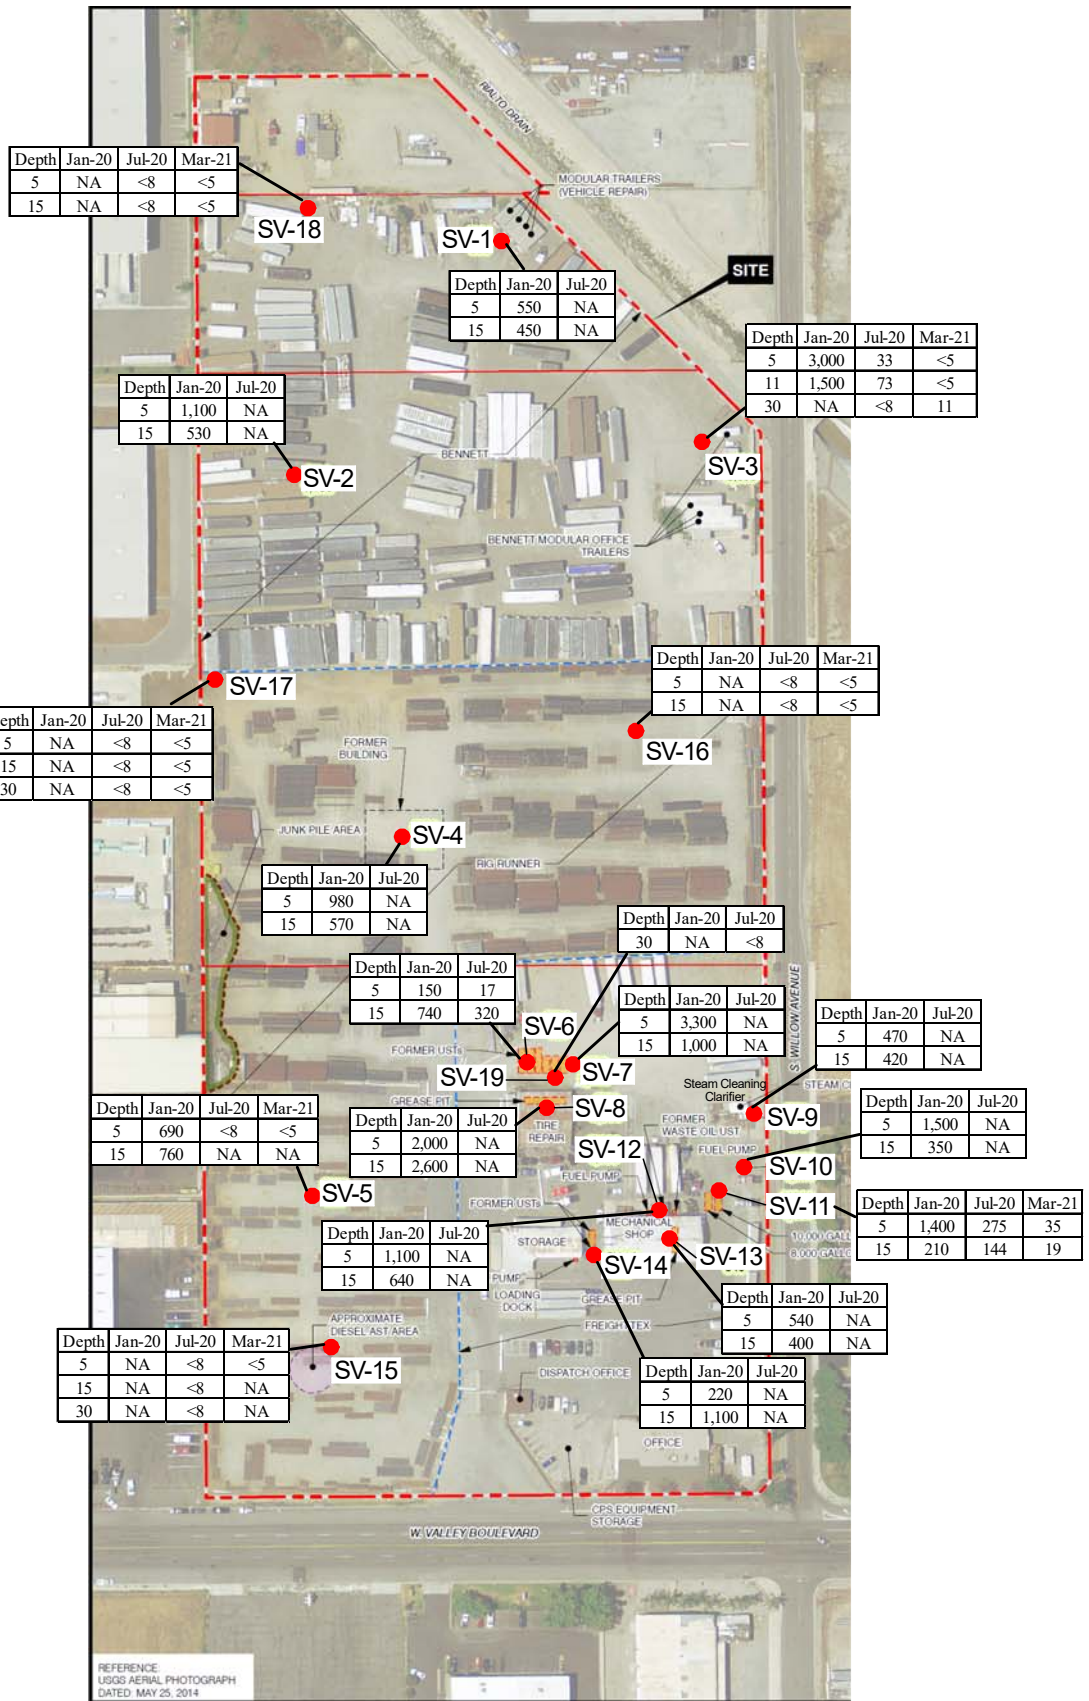 RIALTO DRAIN
Depth Jan-20 Jul-20 Mar-21
5 NA <8 <5
15 NA <8 <5
SV-18
MODULAR TRAILERS
(VEHICLE REPAIR)
SV-1
SITE
Depth Jan-20 Jul-20
5 550 NA
15 450 NA
Depth Jan-20 Jul-20 Mar-21
5 3,000 33 <5
11 1,500 73 <5
30 NA <8 11
SV-3
Depth Jan-20 Jul-20
5 1,100 NA
15 530 NA
SV-2
BENNETT
BENNETT MODULAR OFFICE
TRAILERS
SV-17
Depth Jan-20 Jul-20 Mar-21
5 NA <8 <5
15 NA <8 <5
SV-16
epth Jan-20 Jul-20 Mar-21
5 NA <8 <5
15 NA <8 <5
30 NA <8 <5
FORMER
BUILDING
JUNK PILE AREA
SV-4
RIG RUNNER
Depth Jan-20 Jul-20
5 980 NA
15 570 NA
Depth Jan-20 Jul-20
30 NA <8
Depth Jan-20 Jul-20
5 150 17
15 740 320
S. WILLOW AVENUE
Depth Jan-20 Jul-20
5 3,300 NA
15 1,000 NA
Depth Jan-20 Jul-20
5 470 NA
15 420 NA
FORMER USTs
SV-6
SV-7
SV-19
Steam Cleaning
Clarifier
STEAM C
SV-9
GREASE PIT
SV-8
TIRE
REPAIR
Depth Jan-20 Jul-20 Mar-21
5 690 <8 <5
15 760 NA NA
SV-5
Depth Jan-20 Jul-20
5 2,000 NA
15 2,600 NA
FORMER
WASTE OIL UST
SV-12
FUEL PUMP
FUEL PUMP
Depth Jan-20 Jul-20
5 1,500 NA
15 350 NA
SV-10
SV-11
Depth Jan-20 Jul-20 Mar-21
5 1,400 275 35
15 210 144 19
FORMER USTs
STORAGE
MECHANICAL
SHOP
10,000 GALL
SV-13
SV-14
Depth Jan-20 Jul-20
5 1,100 NA
15 640 NA
PUMP
LOADING
DOCK
GREASE PIT
Depth Jan-20 Jul-20
5 540 NA
15 400 NA
APPROXIMATE
DIESEL AST AREA
FREIGHTEX
Depth Jan-20 Jul-20 Mar-21
5 NA <8 <5
15 NA <8 NA
30 NA <8 NA
SV-15
DISPATCH OFFICE
Depth Jan-20 Jul-20
5 220 NA
15 1,100 NA
OFFICE
CPS EQUIPMENT
STORAGE
W. VALLEY BOULEVARD
REFERENCE:
USGS AERIAL PHOTOGRAPH
DATED: MAY 25, 2014